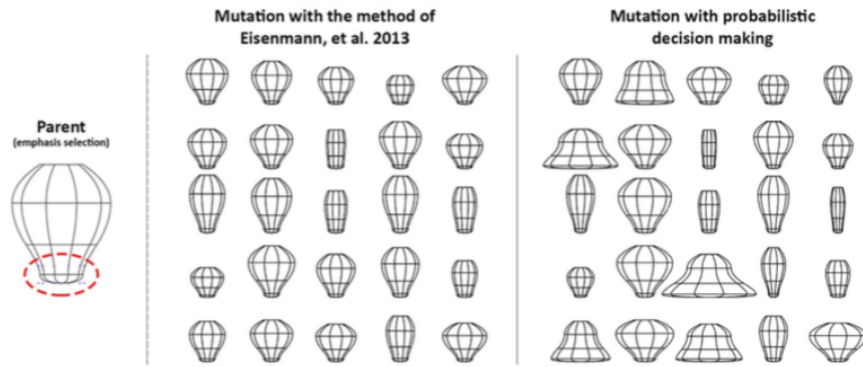 Mutation with the method of
Eisenmann, et al. 2013
Mutation with probabilistic
decision making
Parent
(emphasis selection)